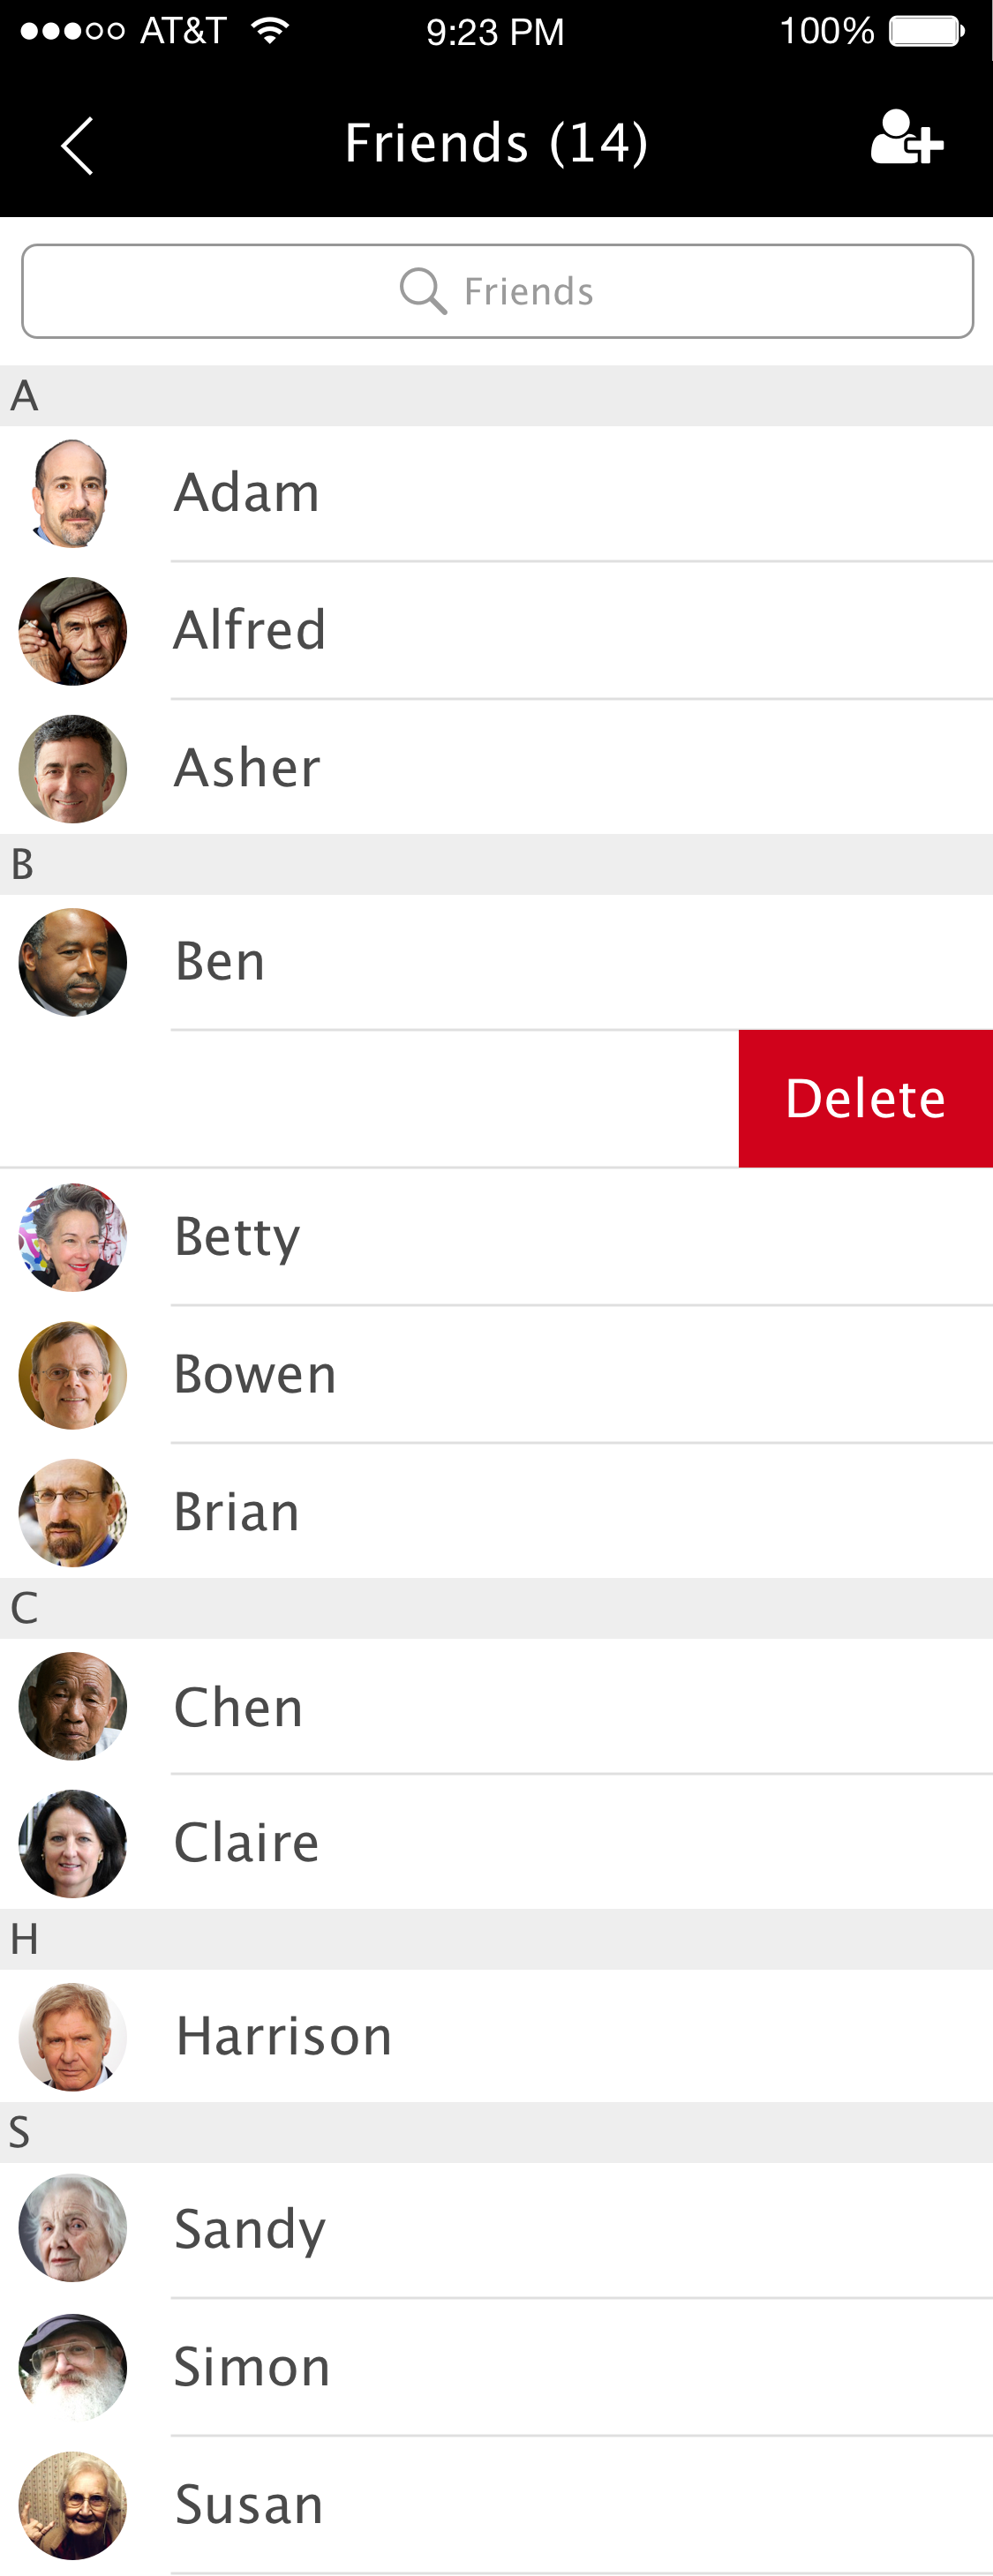 AT&T 9:23 PM 100%
Friends (14)
Friends
A
Adam
Alfred
Asher
B
Ben
Delete
Betty
Bowen
Brian
C
Chen
Claire
H
Harrison
S
Sandy
Simon
Susan